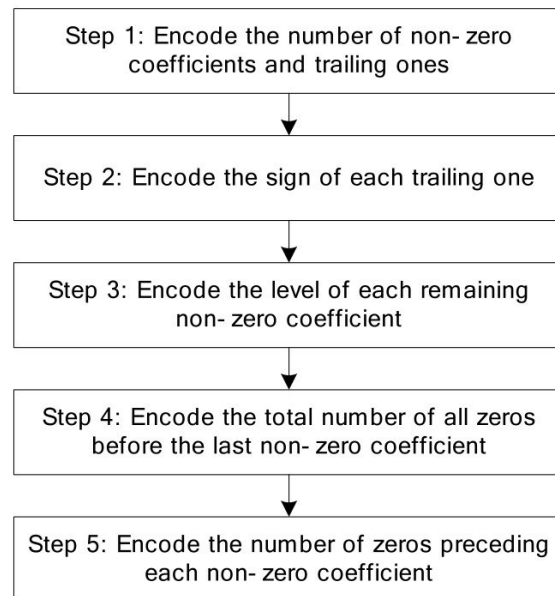 Step 1: Encode the number of non- zero
coefficients and trailing ones
Step 2: Encode the sign of each trailing one
Step 3: Encode the level of each remaining
non- zero coefficient
Step 4: Encode the total number of all zeros
before the last non- zero coefficient
Step 5: Encode the number of zeros preceding
each non- zero coefficient